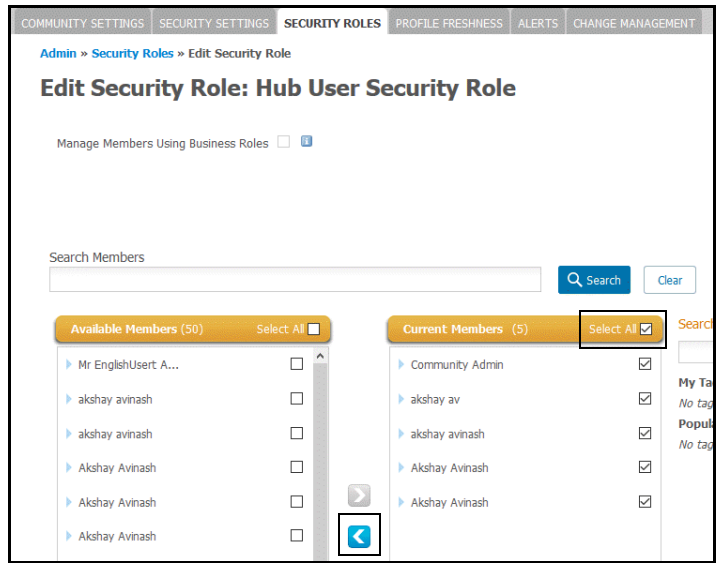 COMMUNITY SETTINGS SECURITY SETTINGS SECURITY ROLES PROFILE FRESHNESS ALERTS CHANGE MANAGEMENT
Admin » Security Roles » Edit Security Role
Edit Security Role: Hub User Security Role
Manage Members Using Business Roles
Search Members
Search Clear
Available Members (50) Select All
Mr EnglishUsert A...
akshay avinash
akshay avinash
Akshay Avinash
Akshay Avinash
Akshay Avinash
Current Members (5) Select All
Community Admin
akshay av
akshay avinash
Akshay Avinash
Akshay Avinash
Search
My Ta
No tag
Popula
No tag